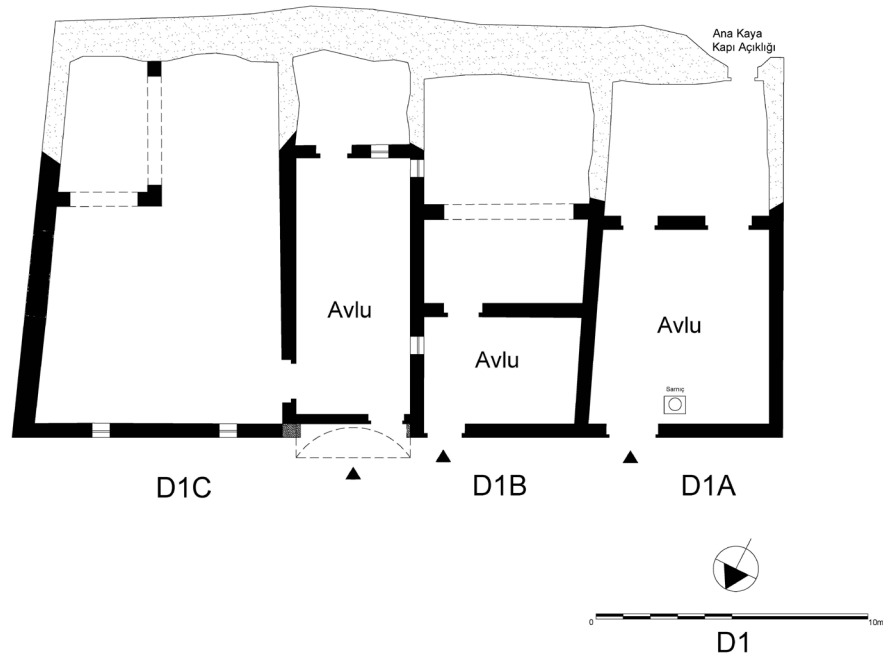 Ana Kaya
Kapı Açıklığı
Avlu
Avlu
Avlu
Sarnıç
D1C
D1B
D1A
0
10m
D1